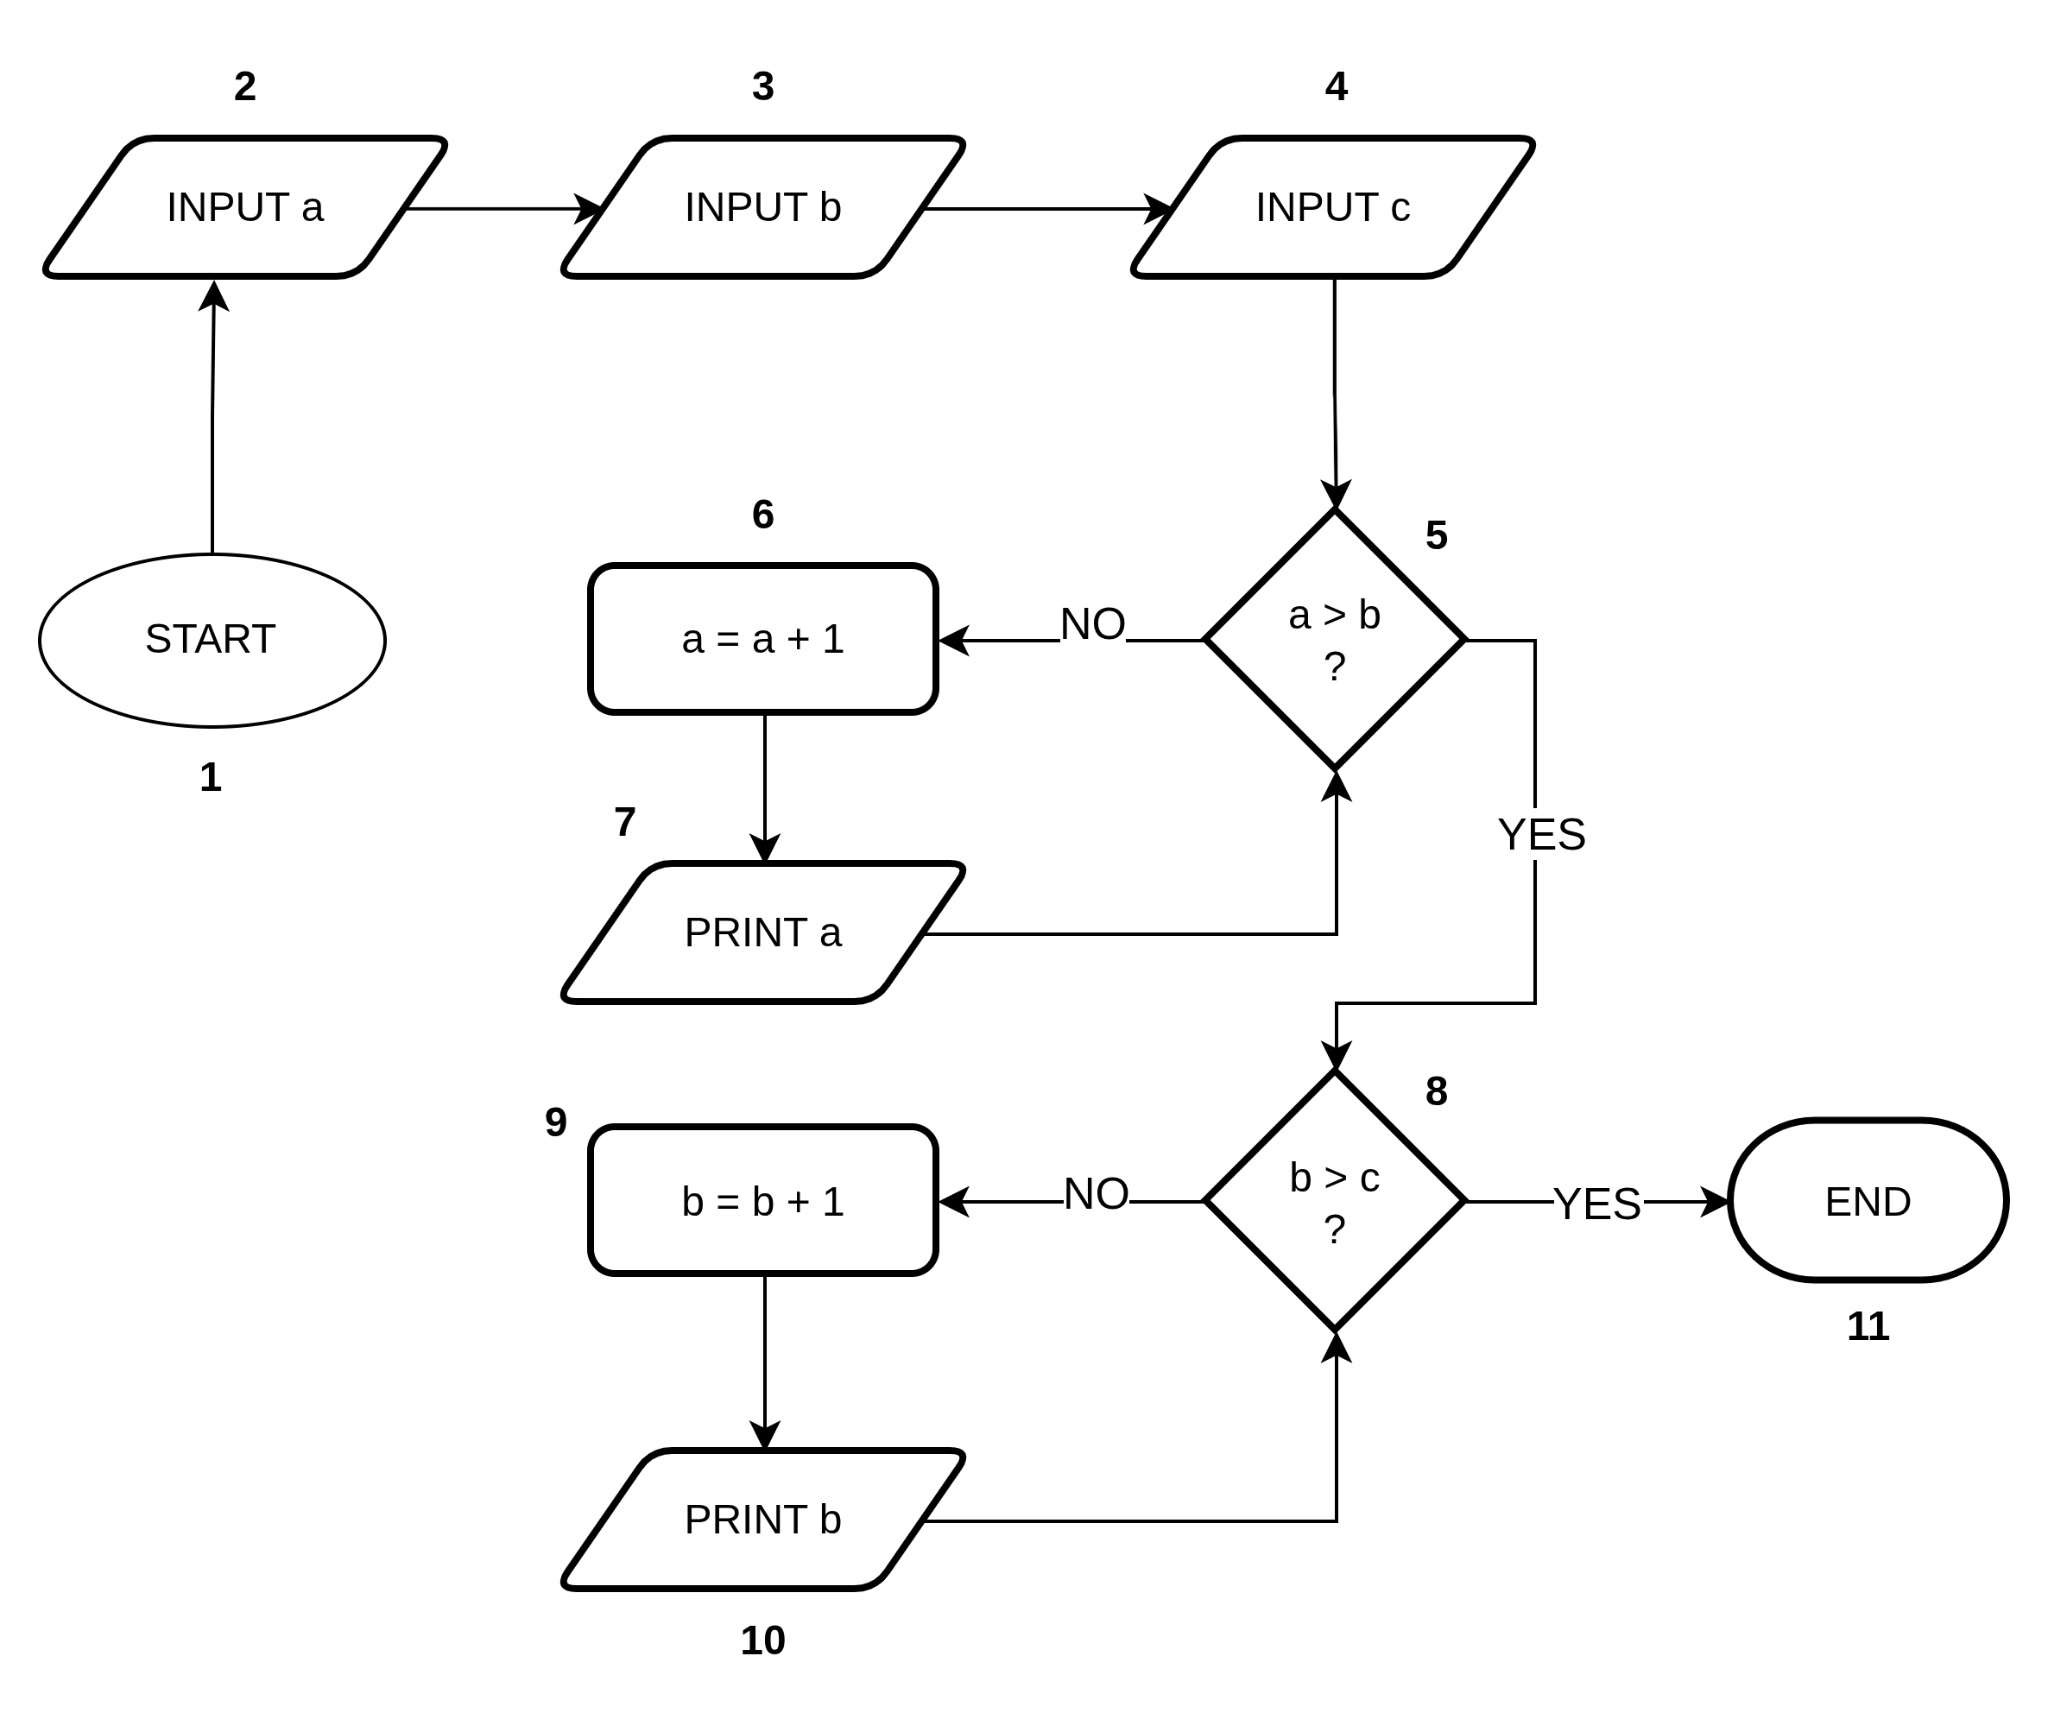 2
3
4
INPUT a
INPUT b
INPUT c
6
5
START
a = a + 1
NO
a > b
?
1
7
YES
PRINT a
8
9
b = b + 1
NO
b > c
?
YES
END
11
PRINT b
10